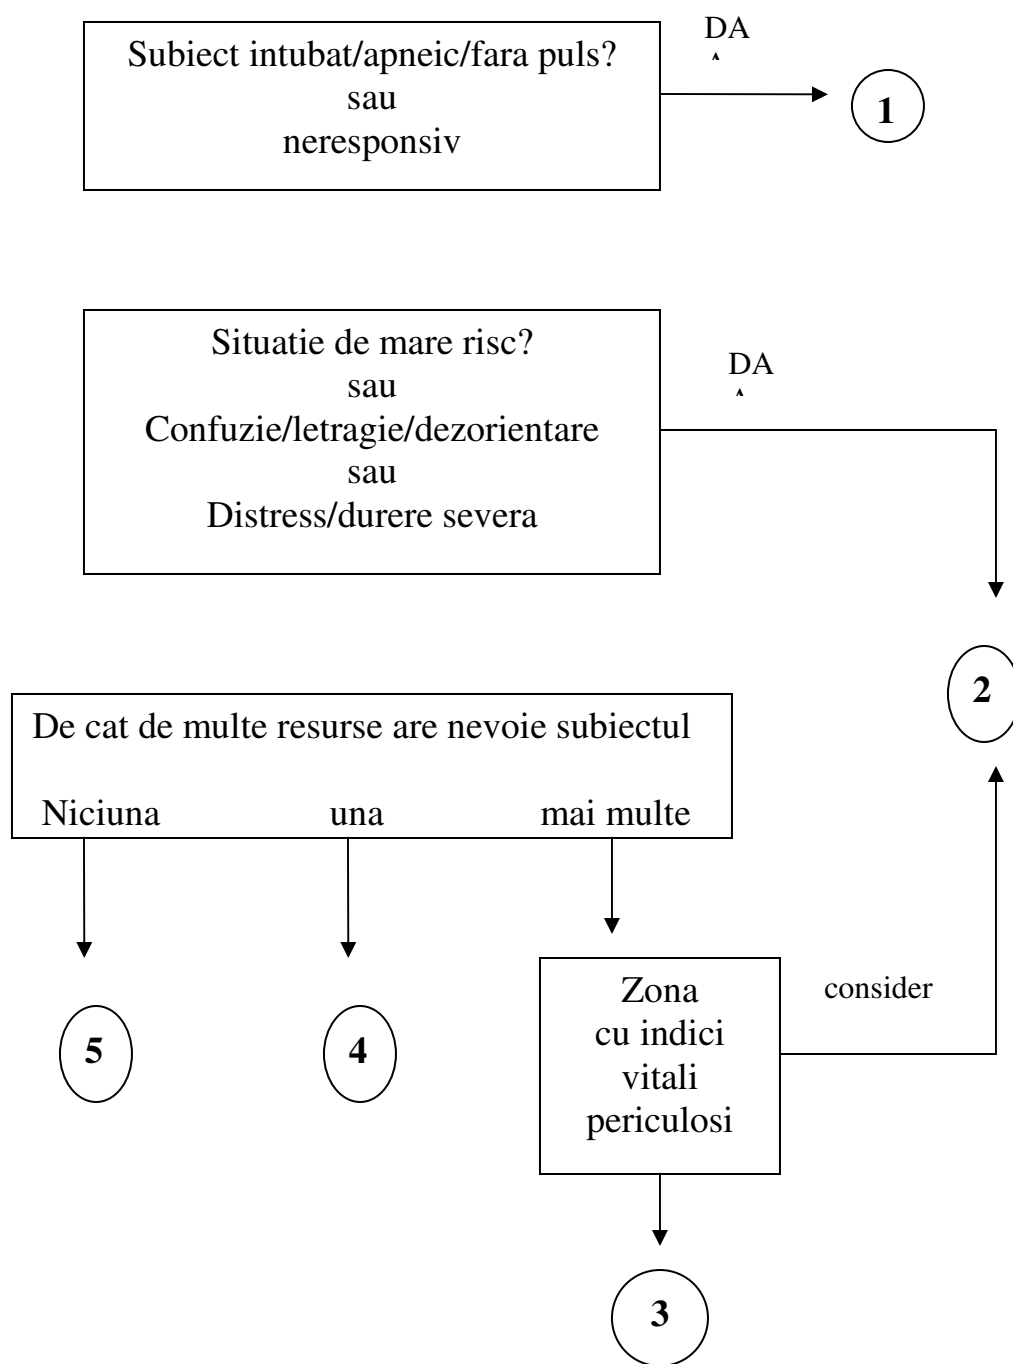 DA
Subiect intubat/apneic/fara puls?
sau
neresponsiv
1
Situatie de mare risc?
sau
Confuzie/letragie/dezorientare
sau
Distress/durere severa
DA
2
De cat de multe resurse are nevoie subiectul
Niciuna una mai multe
Zona
cu indici
vitali
periculosi
consider
5
4
3